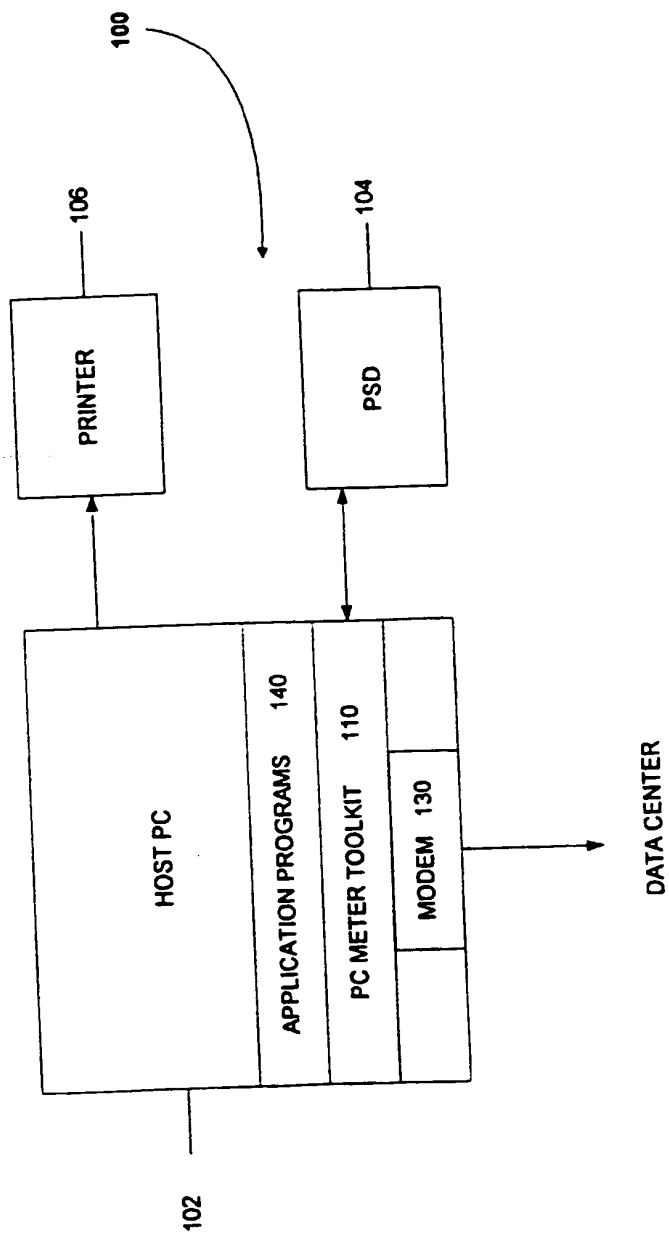 100
106
PRINTER
104
PSD
HOST PC
APPLICATION PROGRAMS 140
PC METER TOOLKIT 110
MODEM 130
102
DATA CENTER